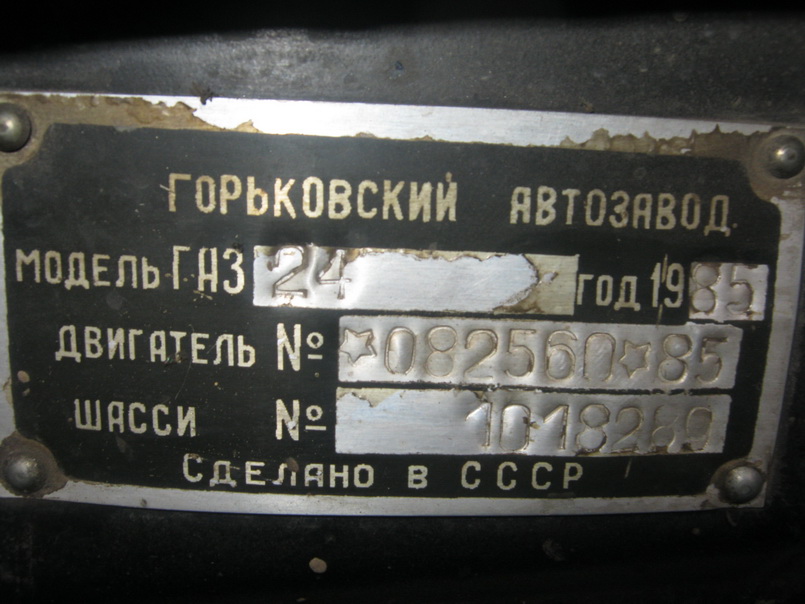 ГОРЬКОВСКИЙ АВТОЗАВОД
МОДЕЛЬ ГАЗ 24 ГОД 1985
ДВИГАТЕЛЬ № ☆082560☆85
ШАССИ № 1018289
СДЕЛАНО В СССР